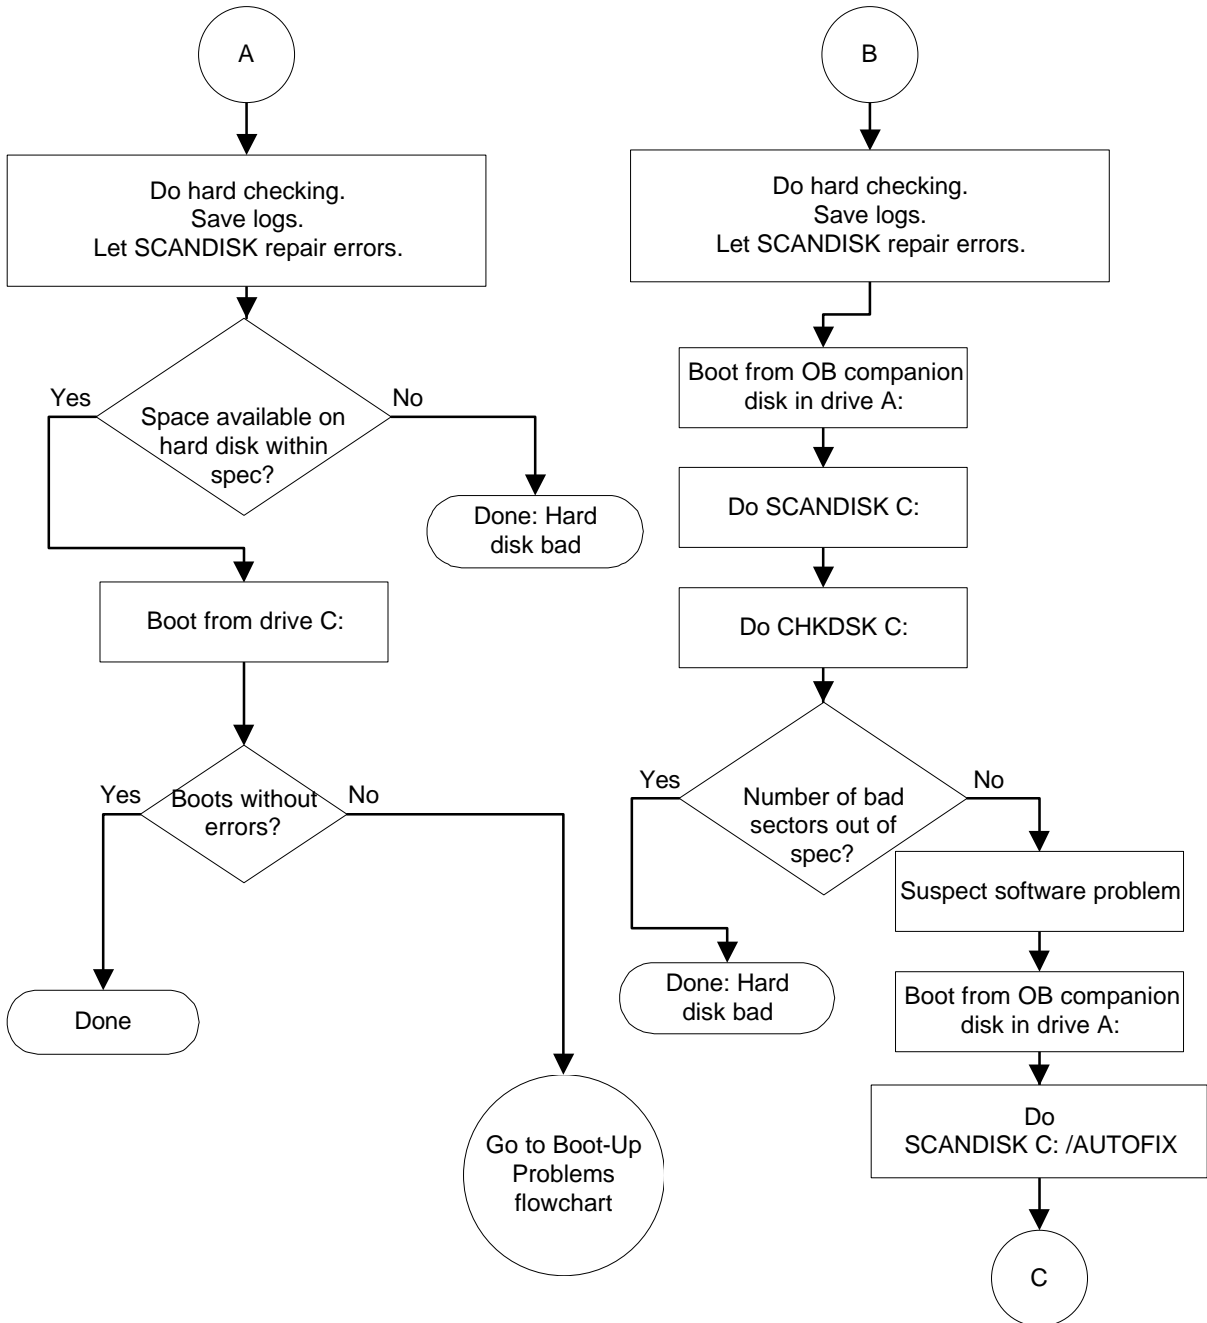 A
Do hard checking.
Save logs.
Let SCANDISK repair errors.
Yes
No
Space available on
hard disk within
spec?
Done: Hard
disk bad
Boot from drive C:
Yes
Boots without
errors?
No
Done
Go to Boot-Up
Problems
flowchart
B
Do hard checking.
Save logs.
Let SCANDISK repair errors.
Boot from OB companion
disk in drive A:
Do SCANDISK C:
Do CHKDSK C:
Yes
No
Number of bad
sectors out of
spec?
Suspect software problem
Done: Hard
disk bad
Boot from OB companion
disk in drive A:
Do
SCANDISK C: /AUTOFIX
C